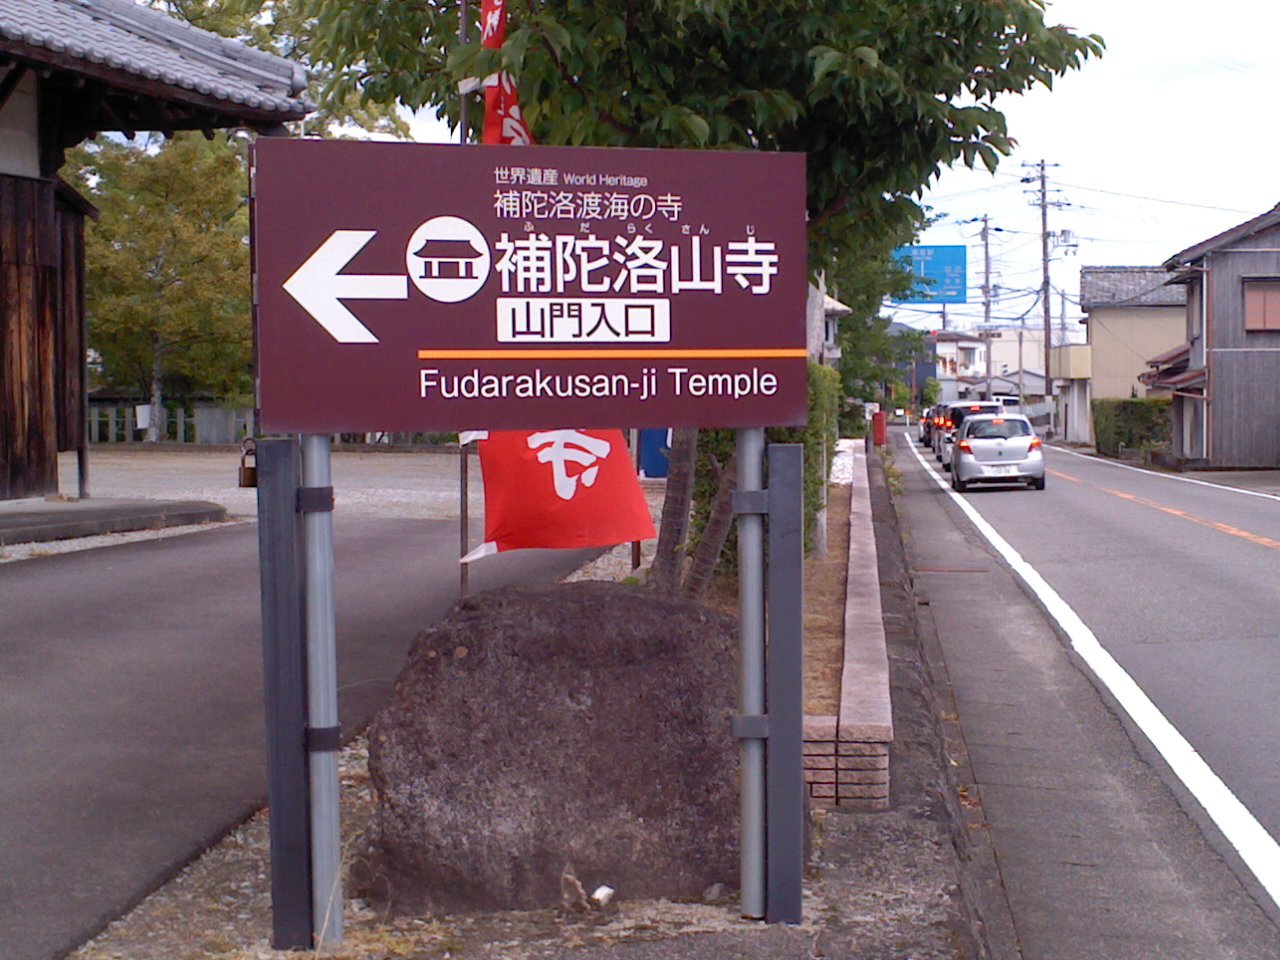 世界遺産 World Heritage
補陀洛渡海の寺
ふだらくさんじ
補陀洛山寺
山門入口
Fudarakusan-ji Temple